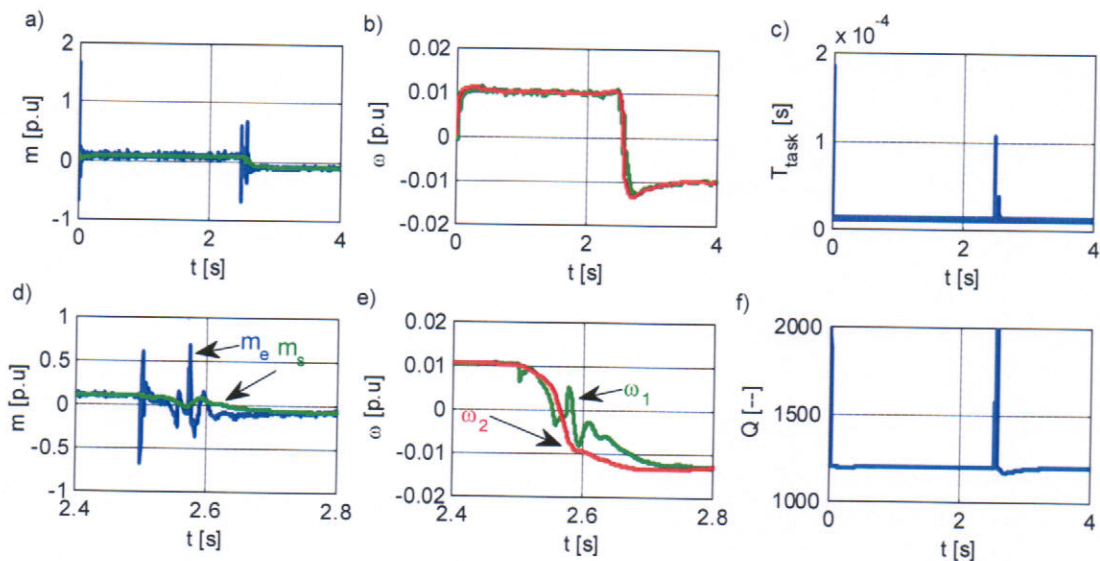 a)
2
1
0
-1
m [p.u]
0
2
4
t [s]
b)
0.02
0.01
0
-0.01
-0.02
ω [p.u]
0
2
4
t [s]
c)
x 10⁻⁴
2
1
0
T_task [s]
0
2
4
t [s]
d)
1
0.5
0
-0.5
-1
m [p.u]
m_e m_s
2.4
2.6
2.8
t [s]
e)
0.02
0.01
0
-0.01
-0.02
ω [p.u]
ω_1
ω_2
2.4
2.6
2.8
t [s]
f)
2000
1500
1000
Q [--]
0
2
4
t [s]